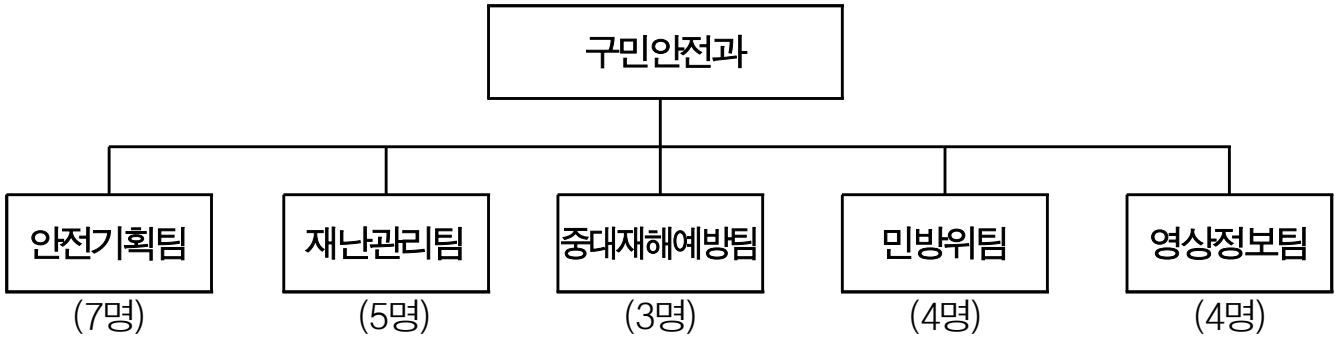 구민안전과
안전기획팀 재난관리팀 중대재해예방팀 민방위팀 영상정보팀
(7명) (5명) (3명) (4명) (4명)